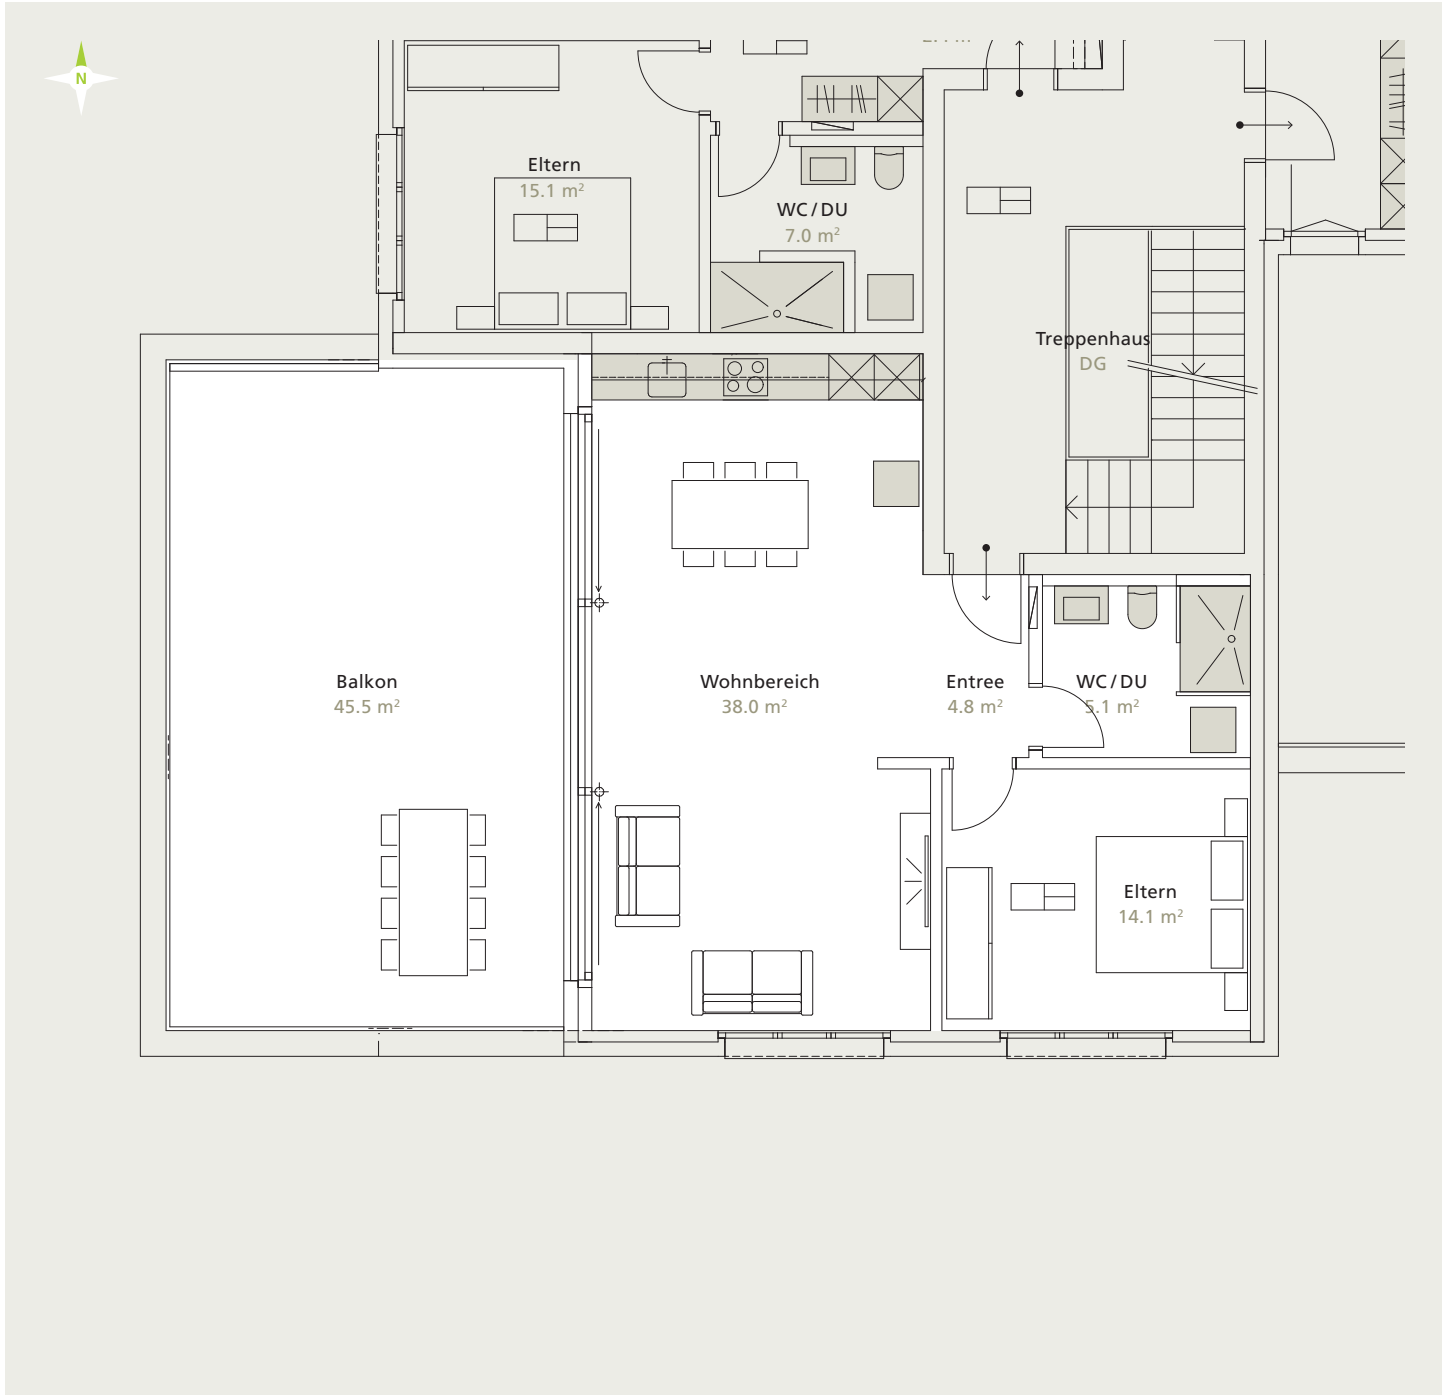 N
Eltern
15.1 m²
WC/DU
7.0 m²
Treppenhaus
DG
Balkon
45.5 m²
Wohnbereich
38.0 m²
Entree
4.8 m²
WC/DU
5.1 m²
Eltern
14.1 m²